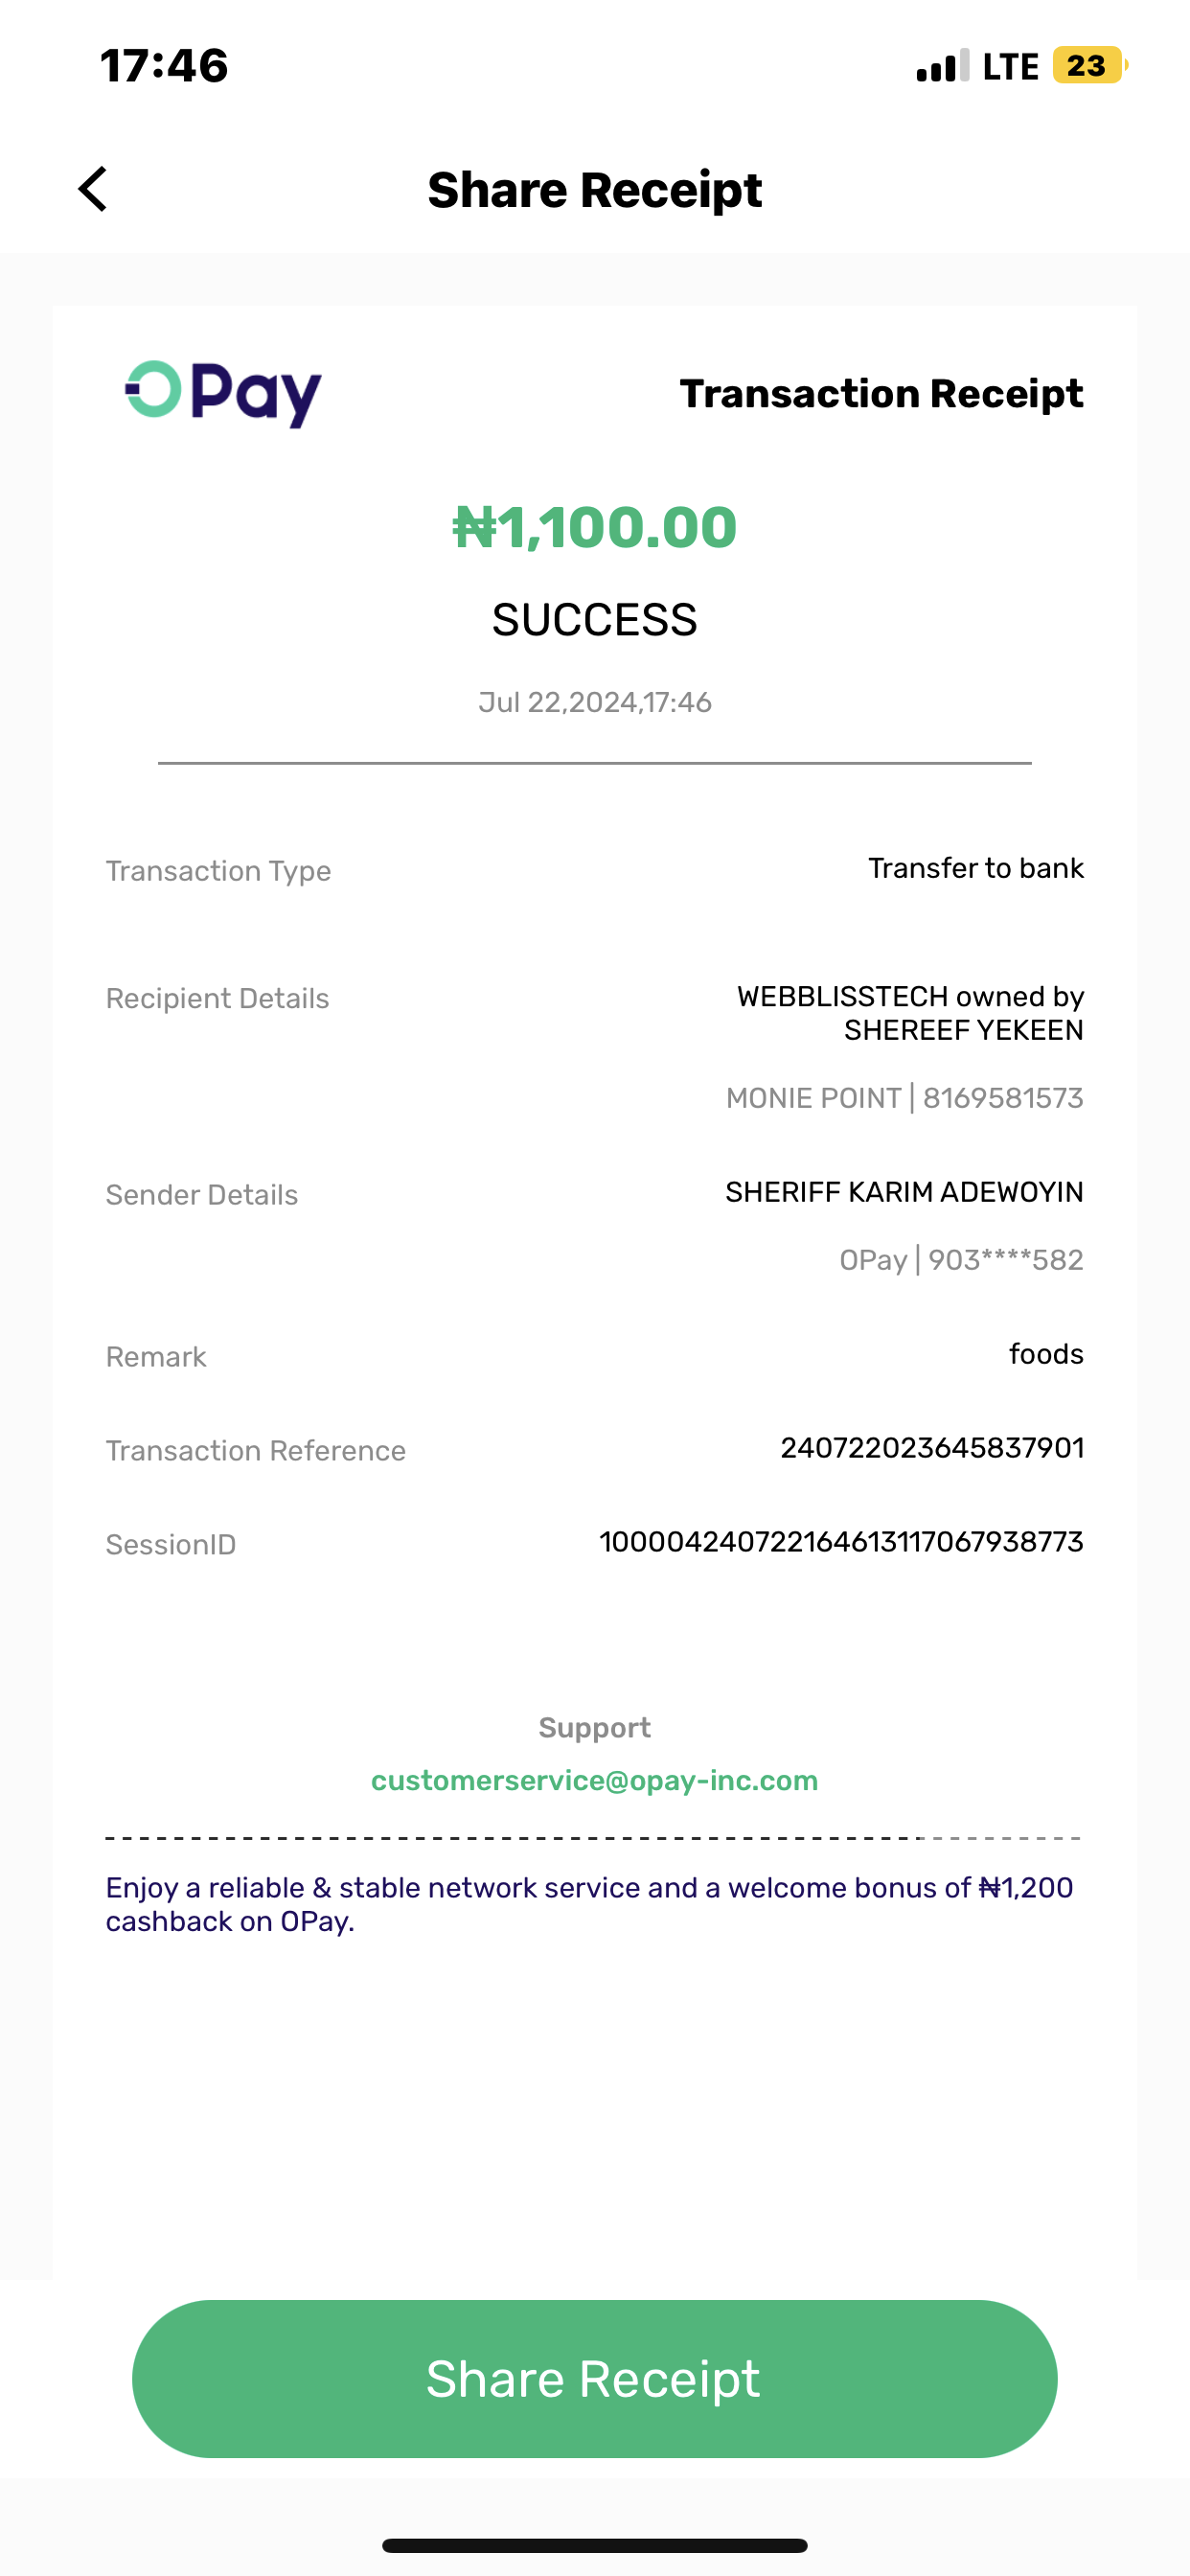 17:46 LTE 23
Share Receipt
OPay Transaction Receipt
₦1,100.00
SUCCESS
Jul 22,2024,17:46
Transaction Type Transfer to bank
Recipient Details WEBBLISSTECH owned by
SHEREEF YEKEEN
MONIE POINT | 8169581573
Sender Details SHERIFF KARIM ADEWOYIN
OPay | 903****582
Remark foods
Transaction Reference 240722023645837901
SessionID 100004240722164613117067938773
Support
customerservice@opay-inc.com
Enjoy a reliable & stable network service and a welcome bonus of ₦1,200
cashback on OPay.
Share Receipt